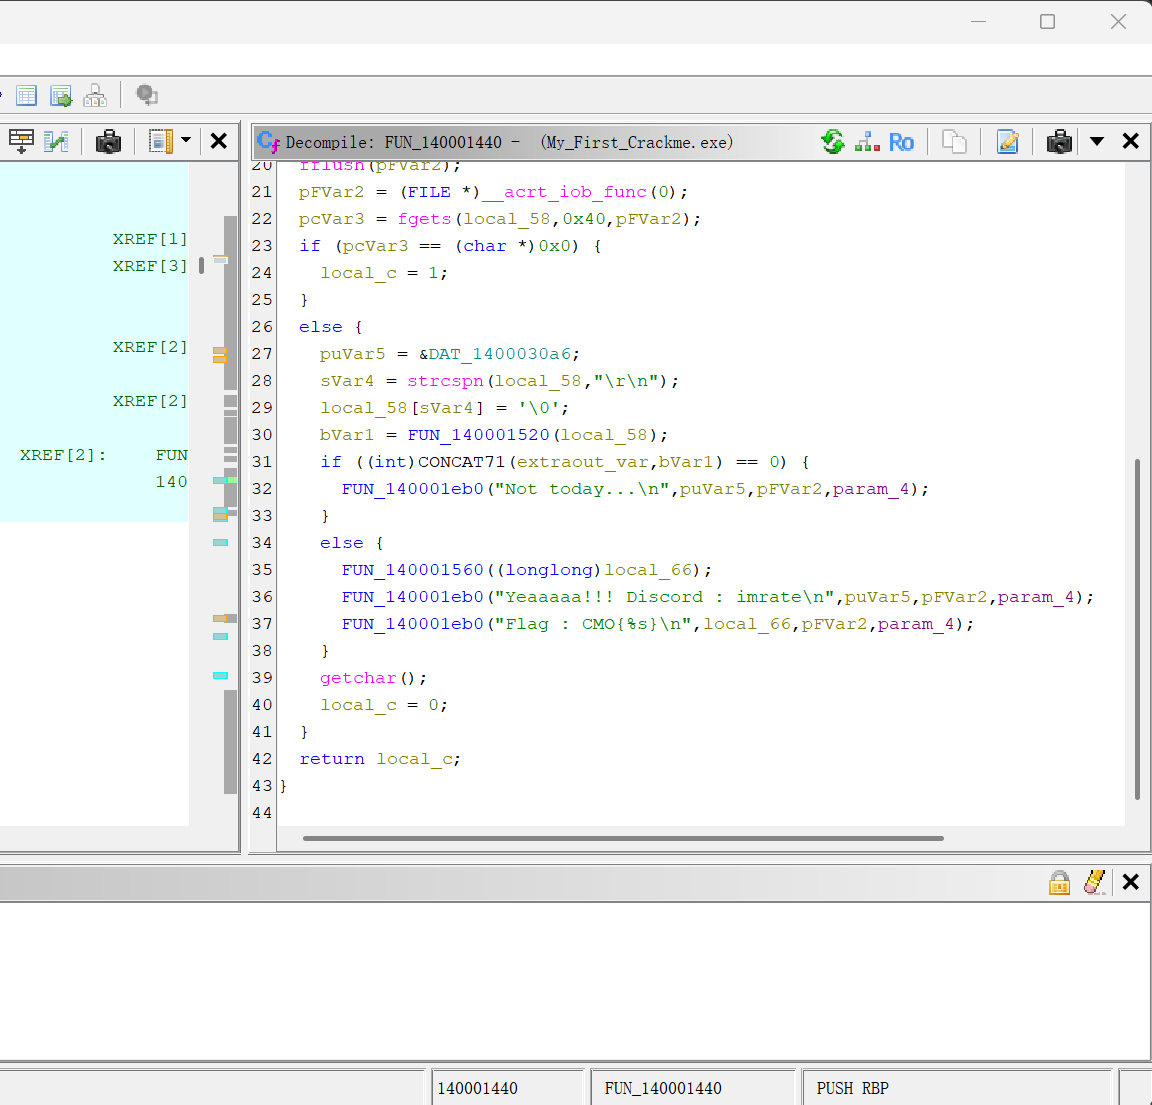 XREF[1]
XREF[3]
XREF[2]
XREF[2]
XREF[2]: FUN
140
Decompile: FUN_140001440 - (My_First_Crackme.exe)
Ro
20 fflush(pFVar2);
21 pFVar2 = (FILE *)__acrt_iob_func(0);
22 pcVar3 = fgets(local_58,0x40,pFVar2);
23 if (pcVar3 == (char *)0x0) {
24 local_c = 1;
25 }
26 else {
27 puVar5 = &DAT_1400030a6;
28 sVar4 = strcspn(local_58,"\r\n");
29 local_58[sVar4] = '\0';
30 bVar1 = FUN_140001520(local_58);
31 if ((int)CONCAT71(extraout_var,bVar1) == 0) {
32 FUN_140001eb0("Not today...\n",puVar5,pFVar2,param_4);
33 }
34 else {
35 FUN_140001560((longlong)local_66);
36 FUN_140001eb0("Yeaaaaa!!! Discord : imrate\n",puVar5,pFVar2,param_4);
37 FUN_140001eb0("Flag : CMO{%s}\n",local_66,pFVar2,param_4);
38 }
39 getchar();
40 local_c = 0;
41 }
42 return local_c;
43 }
44
140001440
FUN_140001440
PUSH RBP